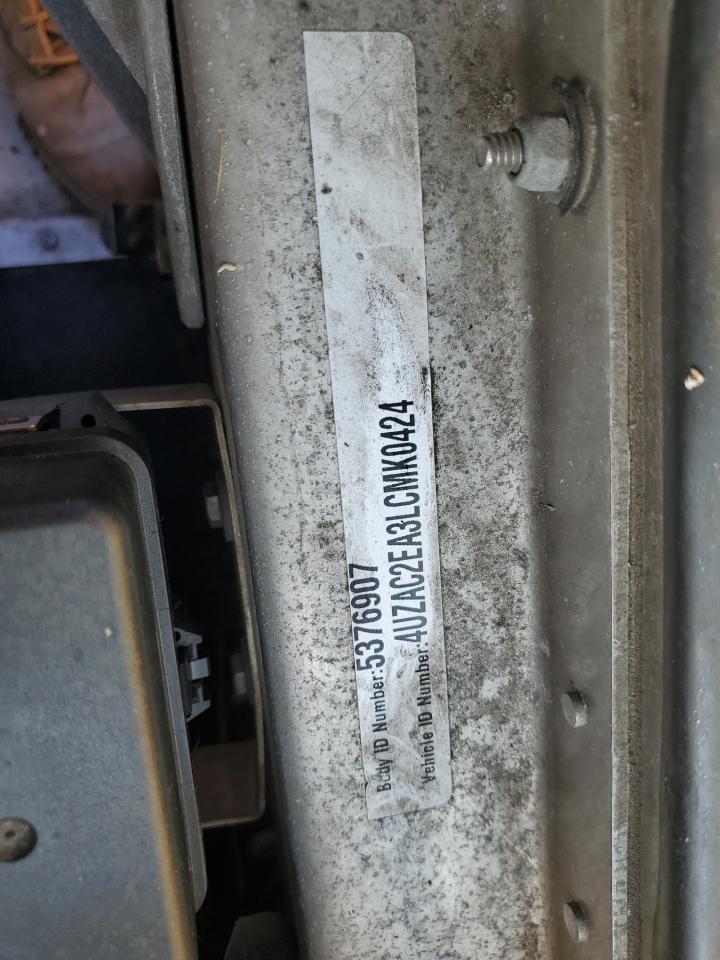 Body ID Number:5376907
Vehicle ID Number:4UZAC2EA3LCMK0424